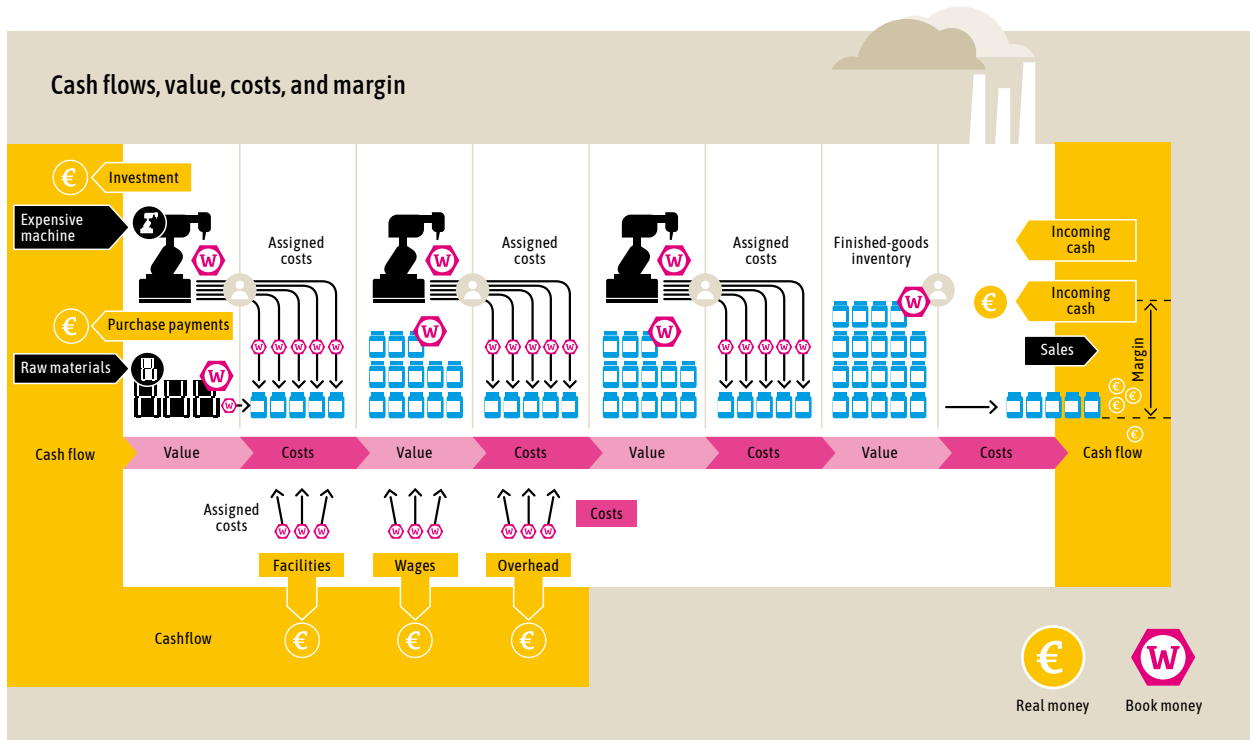 Cash flows, value, costs, and margin
€
Investment
Expensive
machine
W
Assigned
costs
W
Assigned
costs
W
Assigned
costs
Finished-goods
inventory
W
Incoming
cash
€
Incoming
cash
€
Purchase payments
Raw materials
W
W
W W W W W
W
W W W W W
W
W W W W W
Sales
Margin
€
€
€
€
Cash flow
Value
Costs
Value
Costs
Value
Costs
Value
Costs
Cash flow
Assigned
costs
W W W
W W W
W W W
Costs
Facilities
Wages
Overhead
Cashflow
€
€
€
€
Real money
W
Book money